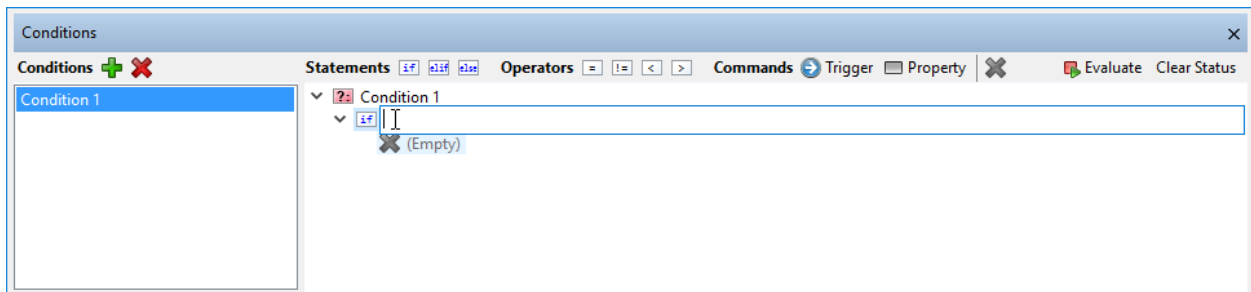 Conditions
Conditions Statements if elif else Operators = != < > Commands Trigger Property Evaluate Clear Status
Condition 1
?: Condition 1
if
(Empty)